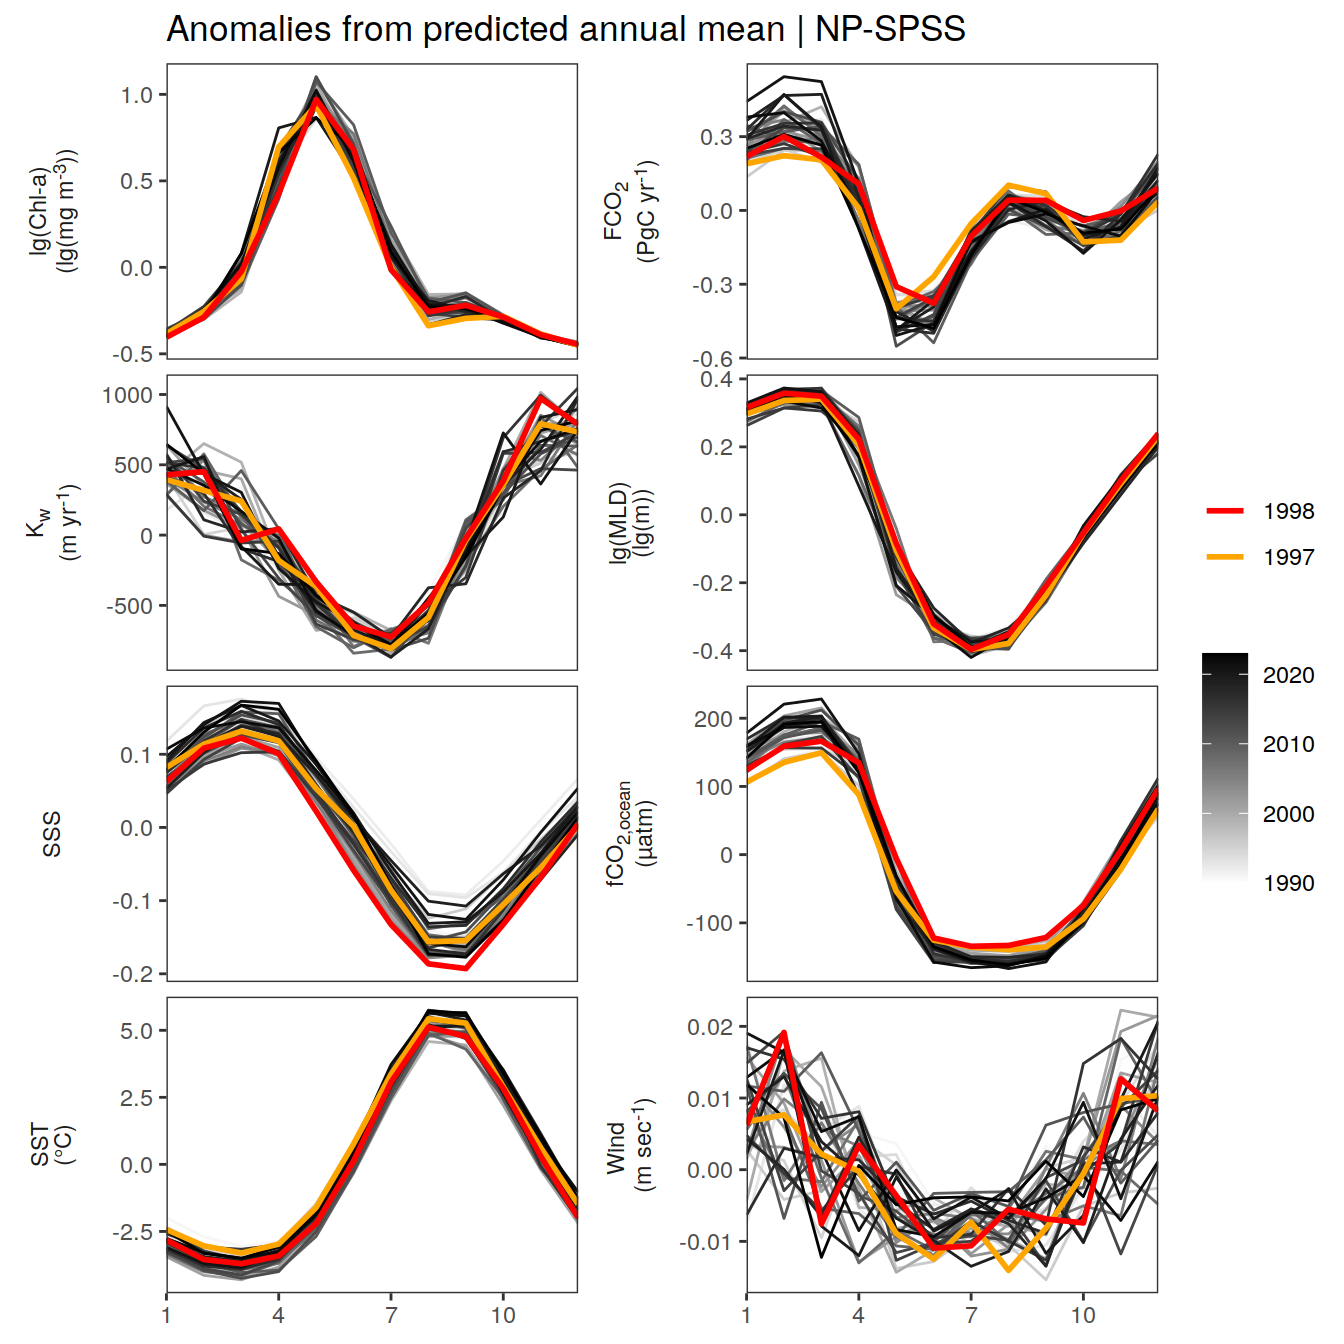 Anomalies from predicted annual mean | NP-SPSS
lg(Chl-a)
(lg(mg m-3))
1.0
0.5
0.0
-0.5
FCO2
(PgC yr-1)
0.3
0.0
-0.3
-0.6
Kw
(m yr-1)
1000
500
0
-500
lg(MLD)
(lg(m))
0.4
0.2
0.0
-0.2
-0.4
SSS
0.1
0.0
-0.1
-0.2
fCO2,ocean
(µatm)
200
100
0
-100
SST
(°C)
5.0
2.5
0.0
-2.5
Wind
(m sec-1)
0.02
0.01
0.00
-0.01
1 4 7 10
1 4 7 10
1998
1997
2020
2010
2000
1990